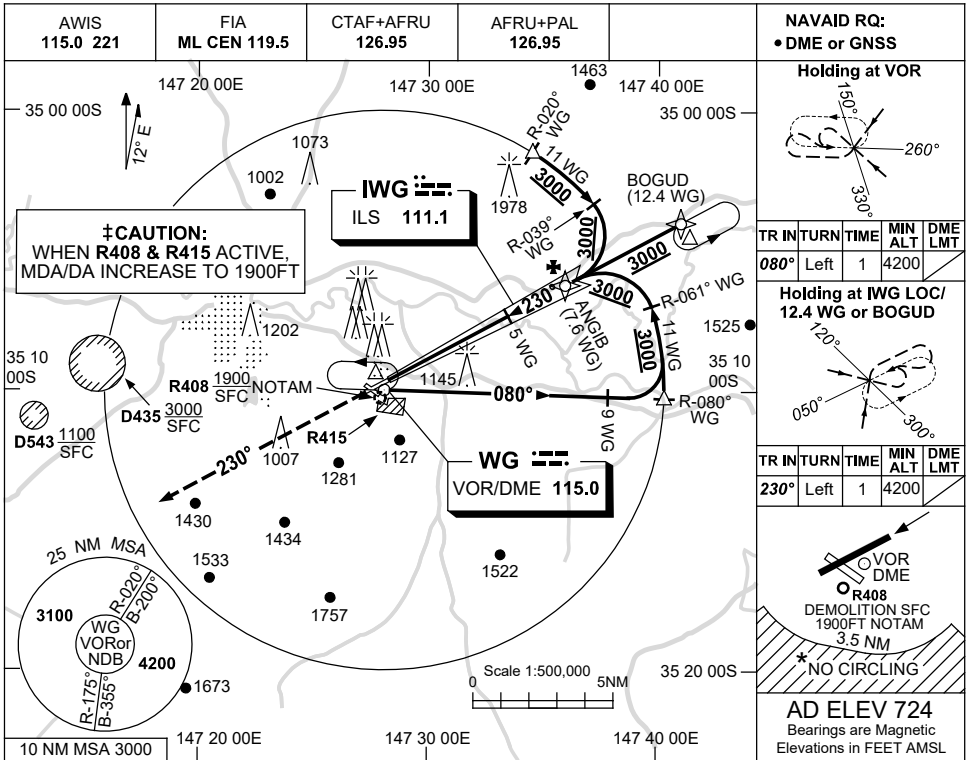 AWIS
115.0 221
FIA
ML CEN 119.5
CTAF+AFRU
126.95
AFRU+PAL
126.95
NAVAID RQ:
• DME or GNSS
147 20 00E
147 30 00E
1463
147 40 00E
35 00 00S
35 00 00S
12° E
1073
1002
R-020°
WG
11 WG
3000
1978
IWG
ILS 111.1
BOGUD
(12.4 WG)
R-039°
WG
3000
3000
‡CAUTION:
WHEN R408 & R415 ACTIVE,
MDA/DA INCREASE TO 1900FT
230°
3000
R-061° WG
ANGIB
(7.6 WG)
5 WG
11 WG
3000
1525
1202
1145
35 10
00S
35 10
00S
R408 1900
SFC
NOTAM
D435 3000
SFC
D543 1100
SFC
080°
9 WG
R-080°
WG
R415
230°
1007
1127
1281
WG
VOR/DME 115.0
1430
1434
1533
1522
1757
25 NM MSA
R-020°
B-200°
3100
WG
VORor
NDB
4200
R-175°
B-355°
1673
35 20 00S
Scale 1:500,000
0
5NM
10 NM MSA 3000
147 20 00E
147 30 00E
147 40 00E
Holding at VOR
150°
260°
330°
TR IN TURN TIME MIN ALT DME LMT
080° Left 1 4200
Holding at IWG LOC/
12.4 WG or BOGUD
120°
050°
300°
TR IN TURN TIME MIN ALT DME LMT
230° Left 1 4200
VOR
DME
R408
DEMOLITION SFC
1900FT NOTAM
3.5 NM
*NO CIRCLING
AD ELEV 724
Bearings are Magnetic
Elevations in FEET AMSL